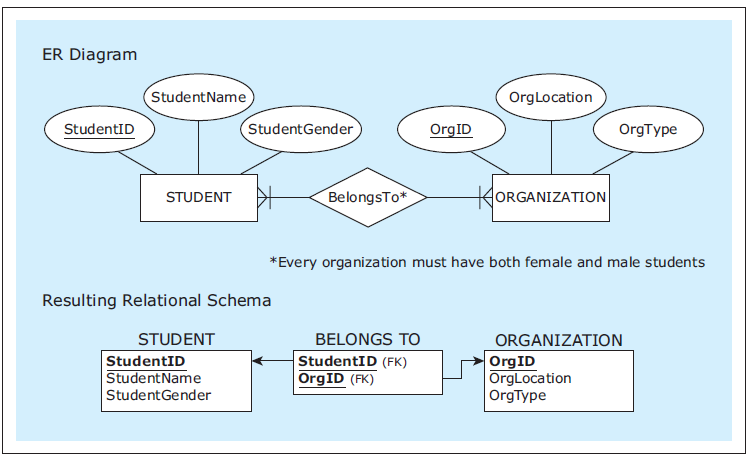 ER Diagram
StudentName
OrgLocation
StudentID
StudentGender
OrgID
OrgType
STUDENT
BelongsTo*
ORGANIZATION
*Every organization must have both female and male students
Resulting Relational Schema
STUDENT
StudentID
StudentName
StudentGender
BELONGS TO
StudentID (FK)
OrgID (FK)
ORGANIZATION
OrgID
OrgLocation
OrgType